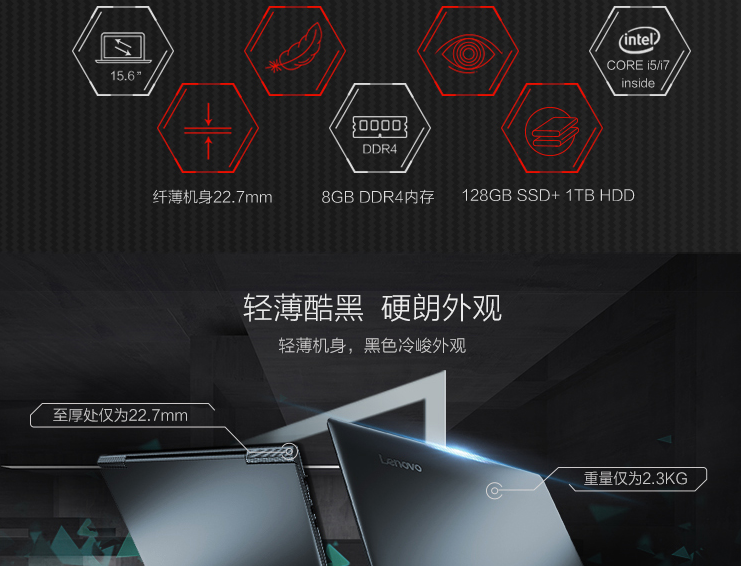 15.6"
intel
CORE i5/i7
inside
DDR4
纤薄机身22.7mm
8GB DDR4内存
128GB SSD+ 1TB HDD
轻薄酷黑 硬朗外观
轻薄机身，黑色冷峻外观
至厚处仅为22.7mm
Lenovo
重量仅为2.3KG